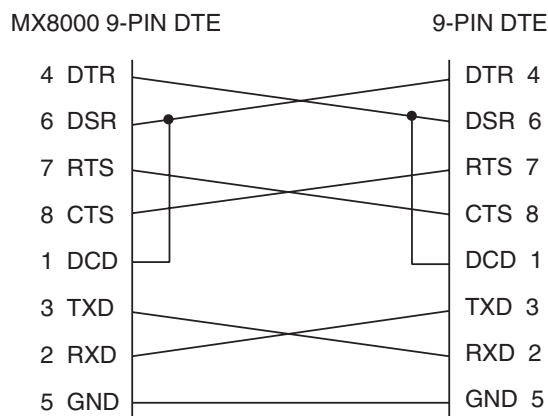 MX8000 9-PIN DTE 9-PIN DTE
4 DTR DTR 4
6 DSR DSR 6
7 RTS RTS 7
8 CTS CTS 8
1 DCD DCD 1
3 TXD TXD 3
2 RXD RXD 2
5 GND GND 5